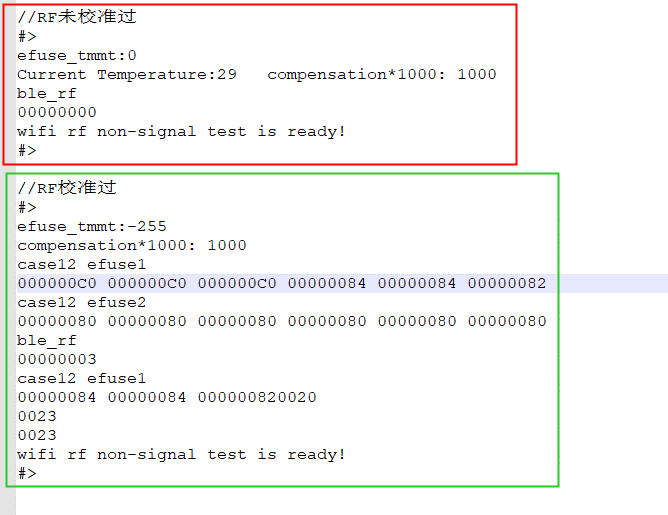 //RF未校准过
#>
efuse_tmmt:0
Current Temperature:29   compensation*1000: 1000
ble_rf
00000000
wifi rf non-signal test is ready!
#>
//RF校准过
#>
efuse_tmmt:-255
compensation*1000: 1000
case12 efuse1
000000C0 000000C0 000000C0 00000084 00000084 00000082
case12 efuse2
00000080 00000080 00000080 00000080 00000080 00000080
ble_rf
00000003
case12 efuse1
00000084 00000084 000000820020
0023
0023
wifi rf non-signal test is ready!
#>